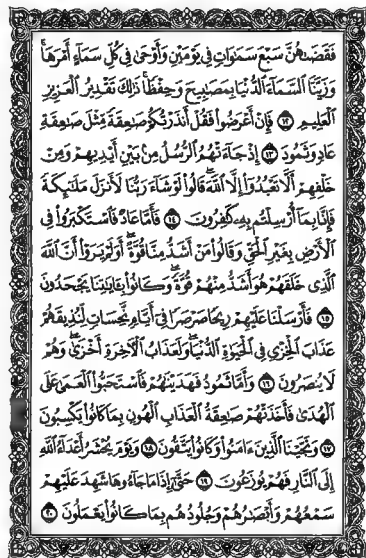 فَقَضَىٰهُنَّ سَبْعَ سَمَٰوَاتٍ فِى يَوْمَيْنِ وَأَوْحَىٰ فِى كُلِّ سَمَآءٍ أَمْرَهَا ۚ
وَزَيَّنَّا ٱلسَّمَآءَ ٱلدُّنْيَا بِمَصَٰبِيحَ وَحِفْظًا ۚ ذَٰلِكَ تَقْدِيرُ ٱلْعَزِيزِ
ٱلْعَلِيمِ ١٢ فَإِنْ أَعْرَضُوا۟ فَقُلْ أَنذَرْتُكُمْ صَٰعِقَةً مِّثْلَ صَٰعِقَةِ
عَادٍ وَثَمُودَ ١٣ إِذْ جَآءَتْهُمُ ٱلرُّسُلُ مِنۢ بَيْنِ أَيْدِيهِمْ وَمِنْ
خَلْفِهِمْ أَلَّا تَعْبُدُوٓا۟ إِلَّا ٱللَّهَ ۖ قَالُوا۟ لَوْ شَآءَ رَبُّنَا لَأَنزَلَ مَلَٰٓئِكَةً
فَإِنَّا بِمَآ أُرْسِلْتُم بِهِۦ كَٰفِرُونَ ١٤ فَأَمَّا عَادٌ فَٱسْتَكْبَرُوا۟ فِى
ٱلْأَرْضِ بِغَيْرِ ٱلْحَقِّ وَقَالُوا۟ مَنْ أَشَدُّ مِنَّا قُوَّةً ۖ أَوَلَمْ يَرَوْا۟ أَنَّ ٱللَّهَ
ٱلَّذِى خَلَقَهُمْ هُوَ أَشَدُّ مِنْهُمْ قُوَّةً ۖ وَكَانُوا۟ بِـَٔايَٰتِنَا يَجْحَدُونَ
١٥ فَأَرْسَلْنَا عَلَيْهِمْ رِيحًا صَرْصَرًا فِىٓ أَيَّامٍ نَّحِسَاتٍ لِّنُذِيقَهُمْ
عَذَابَ ٱلْخِزْىِ فِى ٱلْحَيَوٰةِ ٱلدُّنْيَا ۖ وَلَعَذَابُ ٱلْءَاخِرَةِ أَخْزَىٰ ۖ وَهُمْ
لَا يُنصَرُونَ ١٦ وَأَمَّا ثَمُودُ فَهَدَيْنَٰهُمْ فَٱسْتَحَبُّوا۟ ٱلْعَمَىٰ عَلَى
ٱلْهُدَىٰ فَأَخَذَتْهُمْ صَٰعِقَةُ ٱلْعَذَابِ ٱلْهُونِ بِمَا كَانُوا۟ يَكْسِبُونَ
١٧ وَنَجَّيْنَا ٱلَّذِينَ ءَامَنُوا۟ وَكَانُوا۟ يَتَّقُونَ ١٨ وَيَوْمَ يُحْشَرُ أَعْدَآءُ ٱللَّهِ
إِلَى ٱلنَّارِ فَهُمْ يُوزَعُونَ ١٩ حَتَّىٰٓ إِذَا مَا جَآءُوهَا شَهِدَ عَلَيْهِمْ
سَمْعُهُمْ وَأَبْصَٰرُهُمْ وَجُلُودُهُم بِمَا كَانُوا۟ يَعْمَلُونَ ٢٠